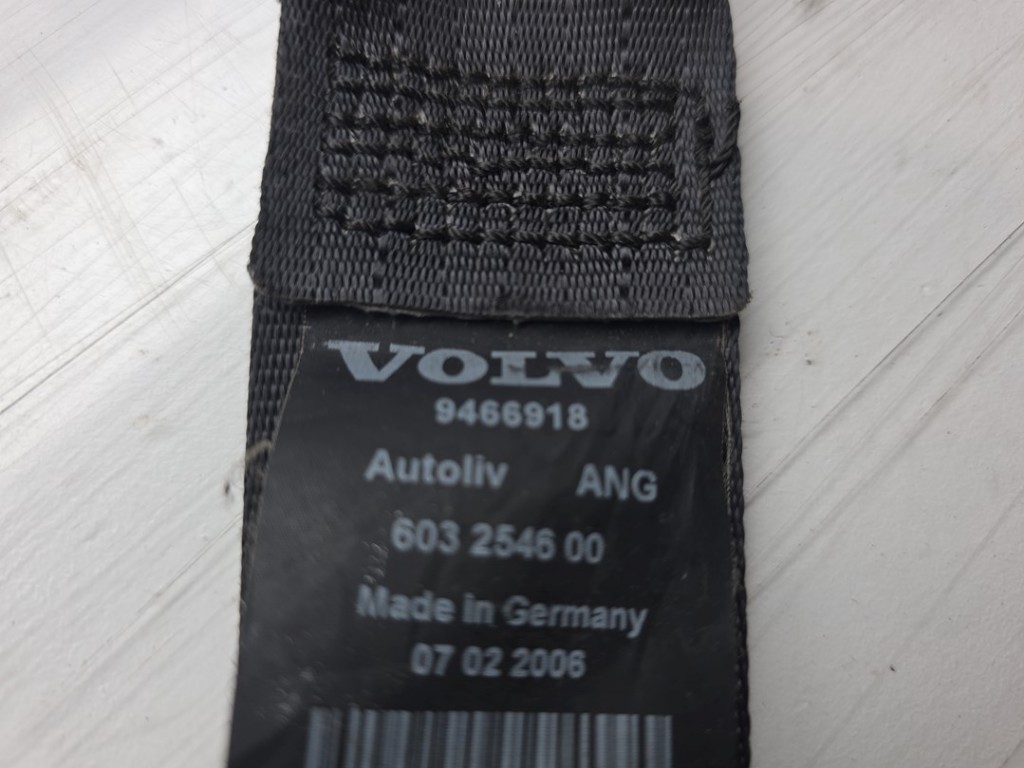 VOLVO
9466918
Autoliv ANG
603 2546 00
Made in Germany
07 02 2006